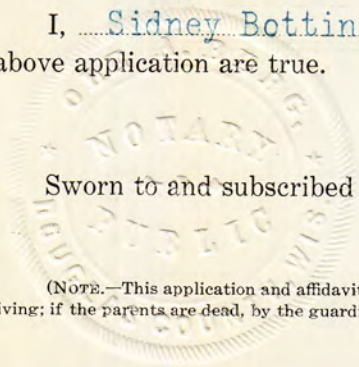 I, Sidney Bottin
above application are true.
NOTARY
PUBLIC
Sworn to and subscribed
(NOTE.—This application and affidavit
iving; if the parents are dead, by the guardi